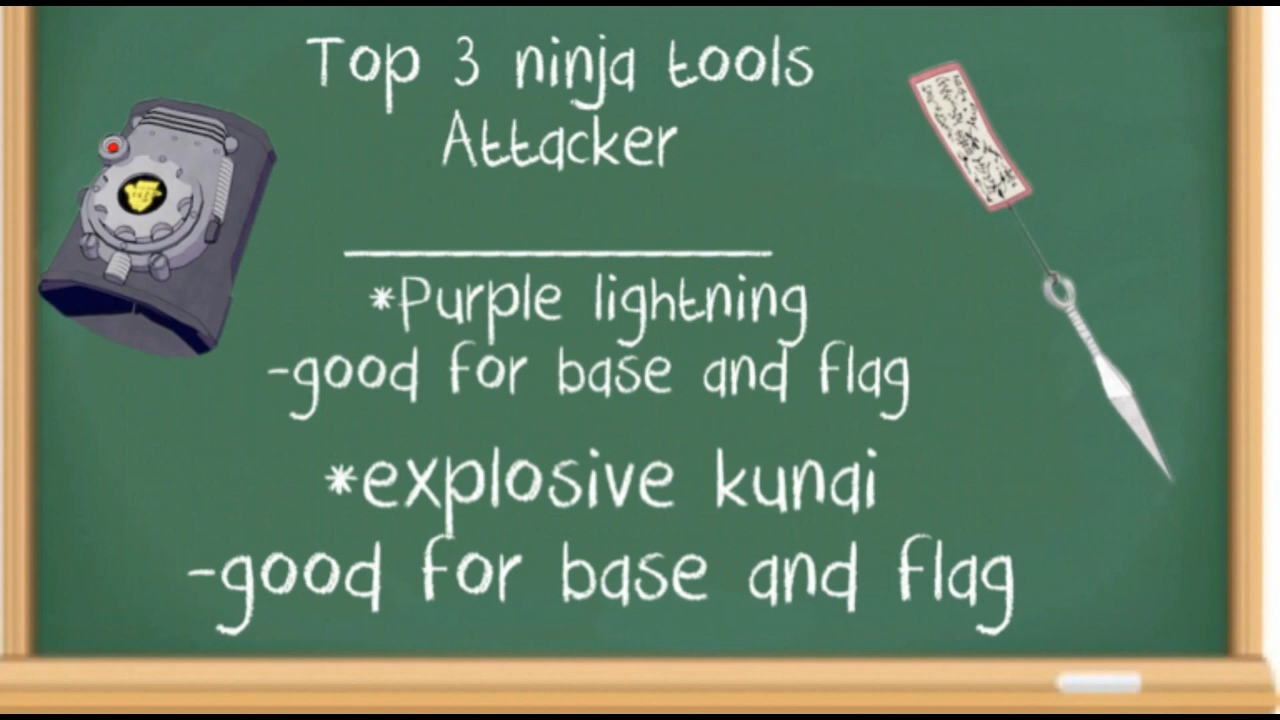 Top 3 ninja tools
Attacker
*Purple lightning
-good for base and flag
*explosive kunai
-good for base and flag